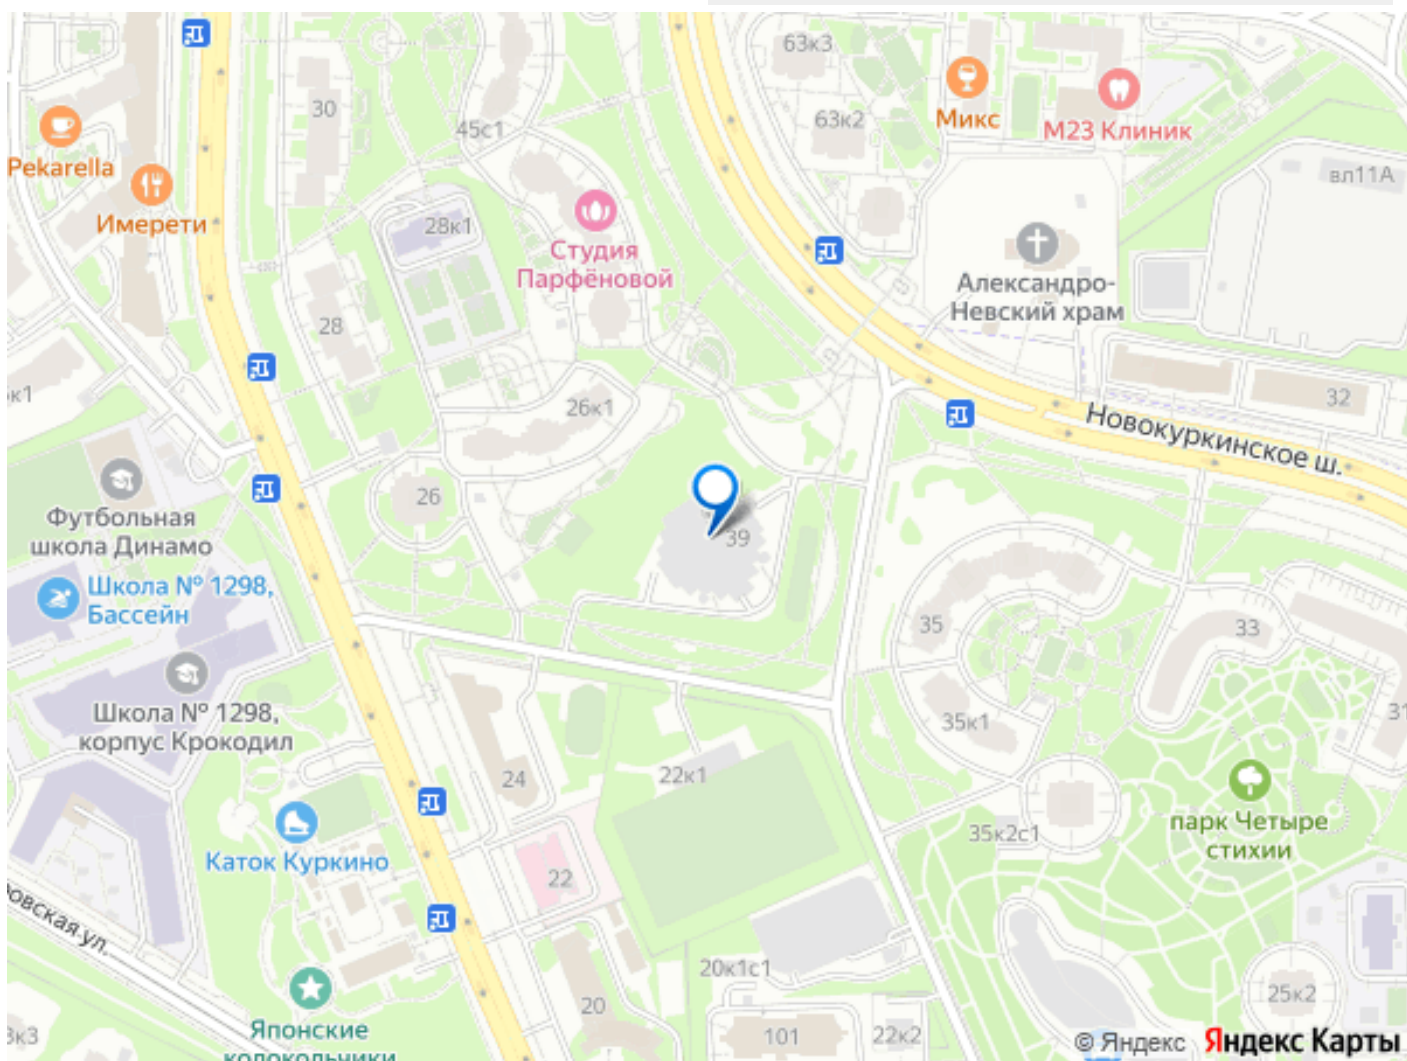 63к3
30
63к2
45с1
Микс
М23 Клиник
Pekarella
вл11А
Имерети
28к1
Студия
Парфёновой
Александро-
Невский храм
28
к1
26к1
32
Новокуркинское ш.
26
Футбольная
школа Динамо
39
Школа № 1298,
Бассейн
35
33
Школа № 1298,
корпус Крокодил
35к1
31
24
22к1
парк Четыре
стихии
35к2с1
Каток Куркино
22
овская ул.
20к1с1
25к2
20
Японские
колокольчики
3к3
101
22к2
© Яндекс Яндекс Карты